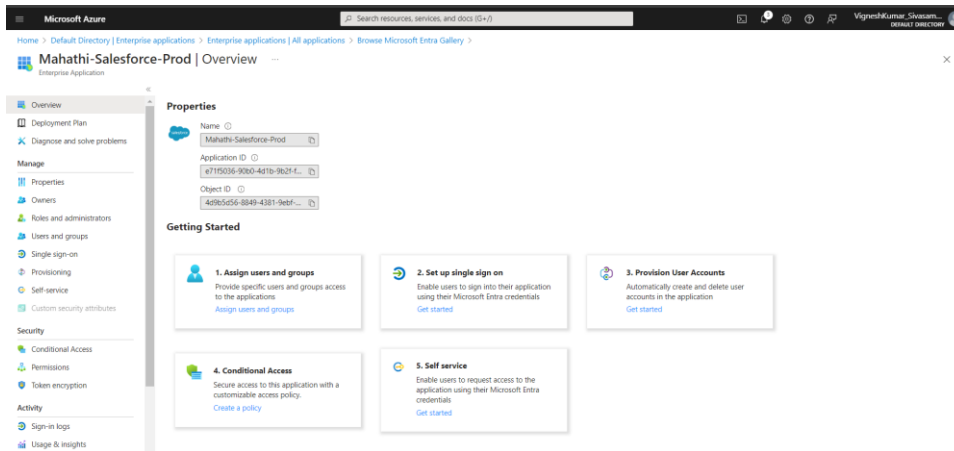 Microsoft Azure
Search resources, services, and docs (G+/)
1
VigneshKumar_Sivasam...
DEFAULT DIRECTORY
Home > Default Directory | Enterprise applications > Enterprise applications | All applications > Browse Microsoft Entra Gallery >
Mahathi-Salesforce-Prod | Overview ...
Enterprise Application
Overview
Deployment Plan
Diagnose and solve problems
Manage
Properties
Owners
Roles and administrators
Users and groups
Single sign-on
Provisioning
Self-service
Custom security attributes
Security
Conditional Access
Permissions
Token encryption
Activity
Sign-in logs
Usage & insights
Properties
salesforce
Name
Mahathi-Salesforce-Prod
Application ID
e71f5036-90b0-4d1b-9b2f-f...
Object ID
4d9b5d56-8849-4381-9ebf-...
Getting Started
1. Assign users and groups
Provide specific users and groups access
to the applications
Assign users and groups
2. Set up single sign on
Enable users to sign into their application
using their Microsoft Entra credentials
Get started
3. Provision User Accounts
Automatically create and delete user
accounts in the application
Get started
4. Conditional Access
Secure access to this application with a
customizable access policy.
Create a policy
5. Self service
Enable users to request access to the
application using their Microsoft Entra
credentials
Get started